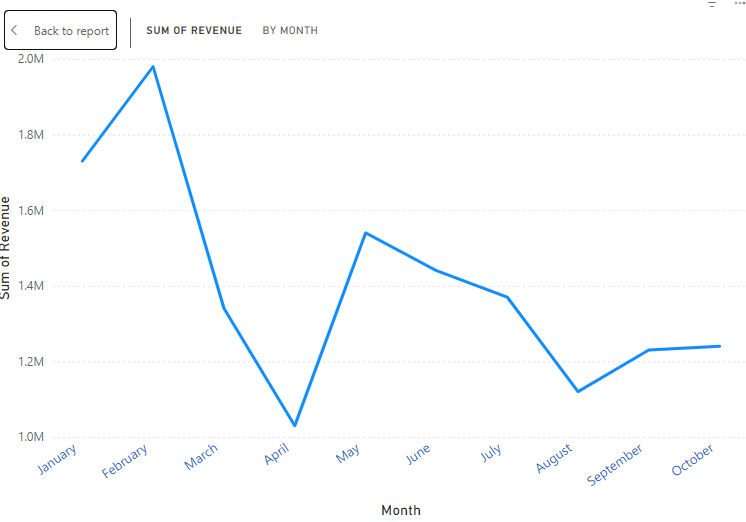 Back to report
SUM OF REVENUE BY MONTH
2.0M
1.8M
1.6M
1.4M
1.2M
1.0M
Sum of Revenue
January February March April May June July August September October
Month